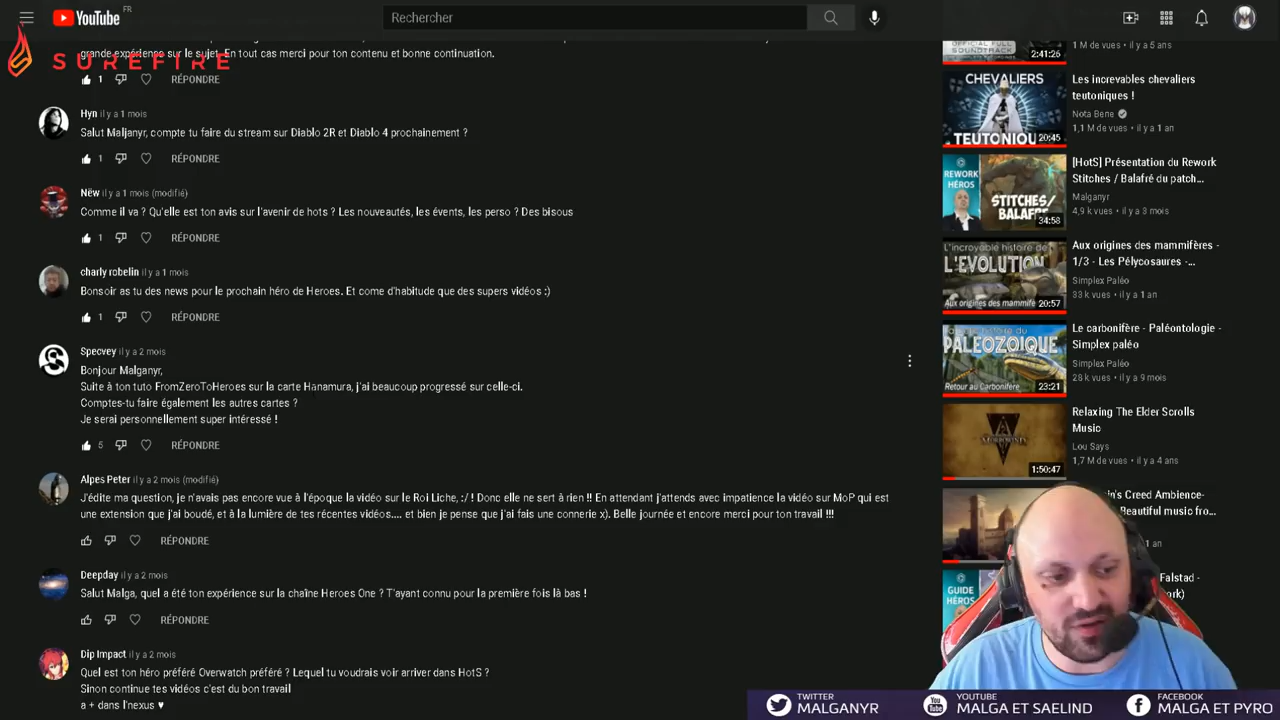 YouTube FR
Rechercher
SUREFIRE
grande expérience sur le sujet. En tout cas merci pour ton contenu et bonne continuation.
1 RÉPONDRE
Hyn il y a 1 mois
Salut Maljanyr, compte tu faire du stream sur Diablo 2R et Diablo 4 prochainement ?
1 RÉPONDRE
Nëw il y a 1 mois (modifié)
Comme il va ? Qu'elle est ton avis sur l'avenir de hots ? Les nouveautés, les évents, les perso ? Des bisous
1 RÉPONDRE
charly robelin il y a 1 mois
Bonsoir as tu des news pour le prochain héro de Heroes. Et come d'habitude que des supers vidéos :)
1 RÉPONDRE
Specvey il y a 2 mois
Bonjour Malganyr,
Suite à ton tuto FromZeroToHeroes sur la carte Hanamura, j'ai beaucoup progressé sur celle-ci.
Comptes-tu faire également les autres cartes ?
Je serai personnellement super intéressé !
5 RÉPONDRE
Alpes Peter il y a 2 mois (modifié)
J'édite ma question, je n'avais pas encore vue à l'époque la vidéo sur le Roi Liche, :/ ! Donc elle ne sert à rien !! En attendant j'attends avec impatience la vidéo sur MoP qui est
une extension que j'ai boudé, et à la lumière de tes récentes vidéos.... et bien je pense que j'ai fais une connerie x). Belle journée et encore merci pour ton travail !!!
RÉPONDRE
Deepday il y a 2 mois
Salut Malga, quel a été ton expérience sur la chaîne Heroes One ? T'ayant connu pour la première fois là bas !
RÉPONDRE
Dip Impact il y a 2 mois
Quel est ton héro préféré Overwatch préféré ? Lequel tu voudrais voir arriver dans HotS ?
Sinon continue tes vidéos c'est du bon travail
a + dans l'nexus ♥
OFFICIAL FULL
SOUNDTRACK
2:41:26
1 M de vues • il y a 5 ans
CHEVALIERS
TEUTONIQU
20:45
Les increvables chevaliers
teutoniques !
Nota Bene
1,1 M de vues • il y a 1 an
REWORK
HÉROS
STITCHES/
BALAFRÉ
34:58
[HotS] Présentation du Rework
Stitches / Balafré du patch...
Malganyr
4,9 k vues • il y a 3 mois
L'incroyable histoire de
L'EVOLUTION
Aux origines des mammifè
20:57
Aux origines des mammifères -
1/3 - Les Pélycosaures -...
Simplex Paléo
33 k vues • il y a 1 an
histoire du
PALEOZOIQUE
Retour au Carbonifère
23:21
Le carbonifère - Paléontologie -
Simplex paléo
Simplex Paléo
28 k vues • il y a 9 mois
MORROWIND
1:50:47
Relaxing The Elder Scrolls
Music
Lou Says
1,7 M de vues • il y a 4 ans
n's Creed Ambience-
Beautiful music fro...
1 an
GUIDE
HÉROS
Falstad -
rk)
TWITTER
MALGANYR
YOUTUBE
MALGA ET SAELIND
FACEBOOK
MALGA ET PYRO